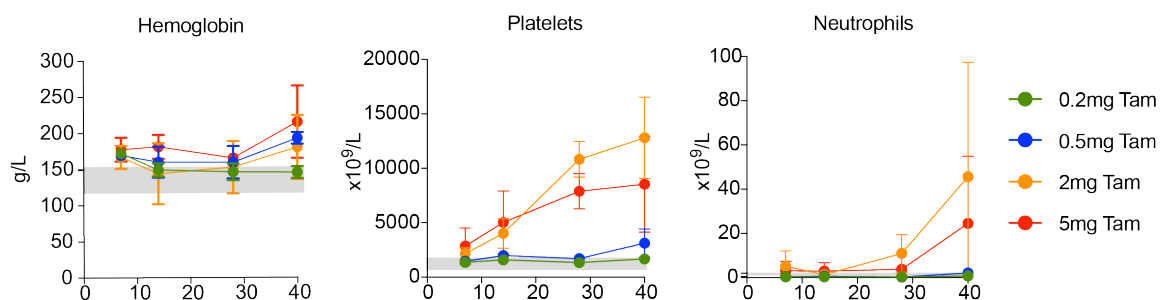 Hemoglobin
g/L
300
250
200
150
100
50
0
0 10 20 30 40
Platelets
x10⁹/L
20000
15000
10000
5000
0
0 10 20 30 40
Neutrophils
x10⁹/L
100
80
60
40
20
0
0 10 20 30 40
0.2mg Tam
0.5mg Tam
2mg Tam
5mg Tam